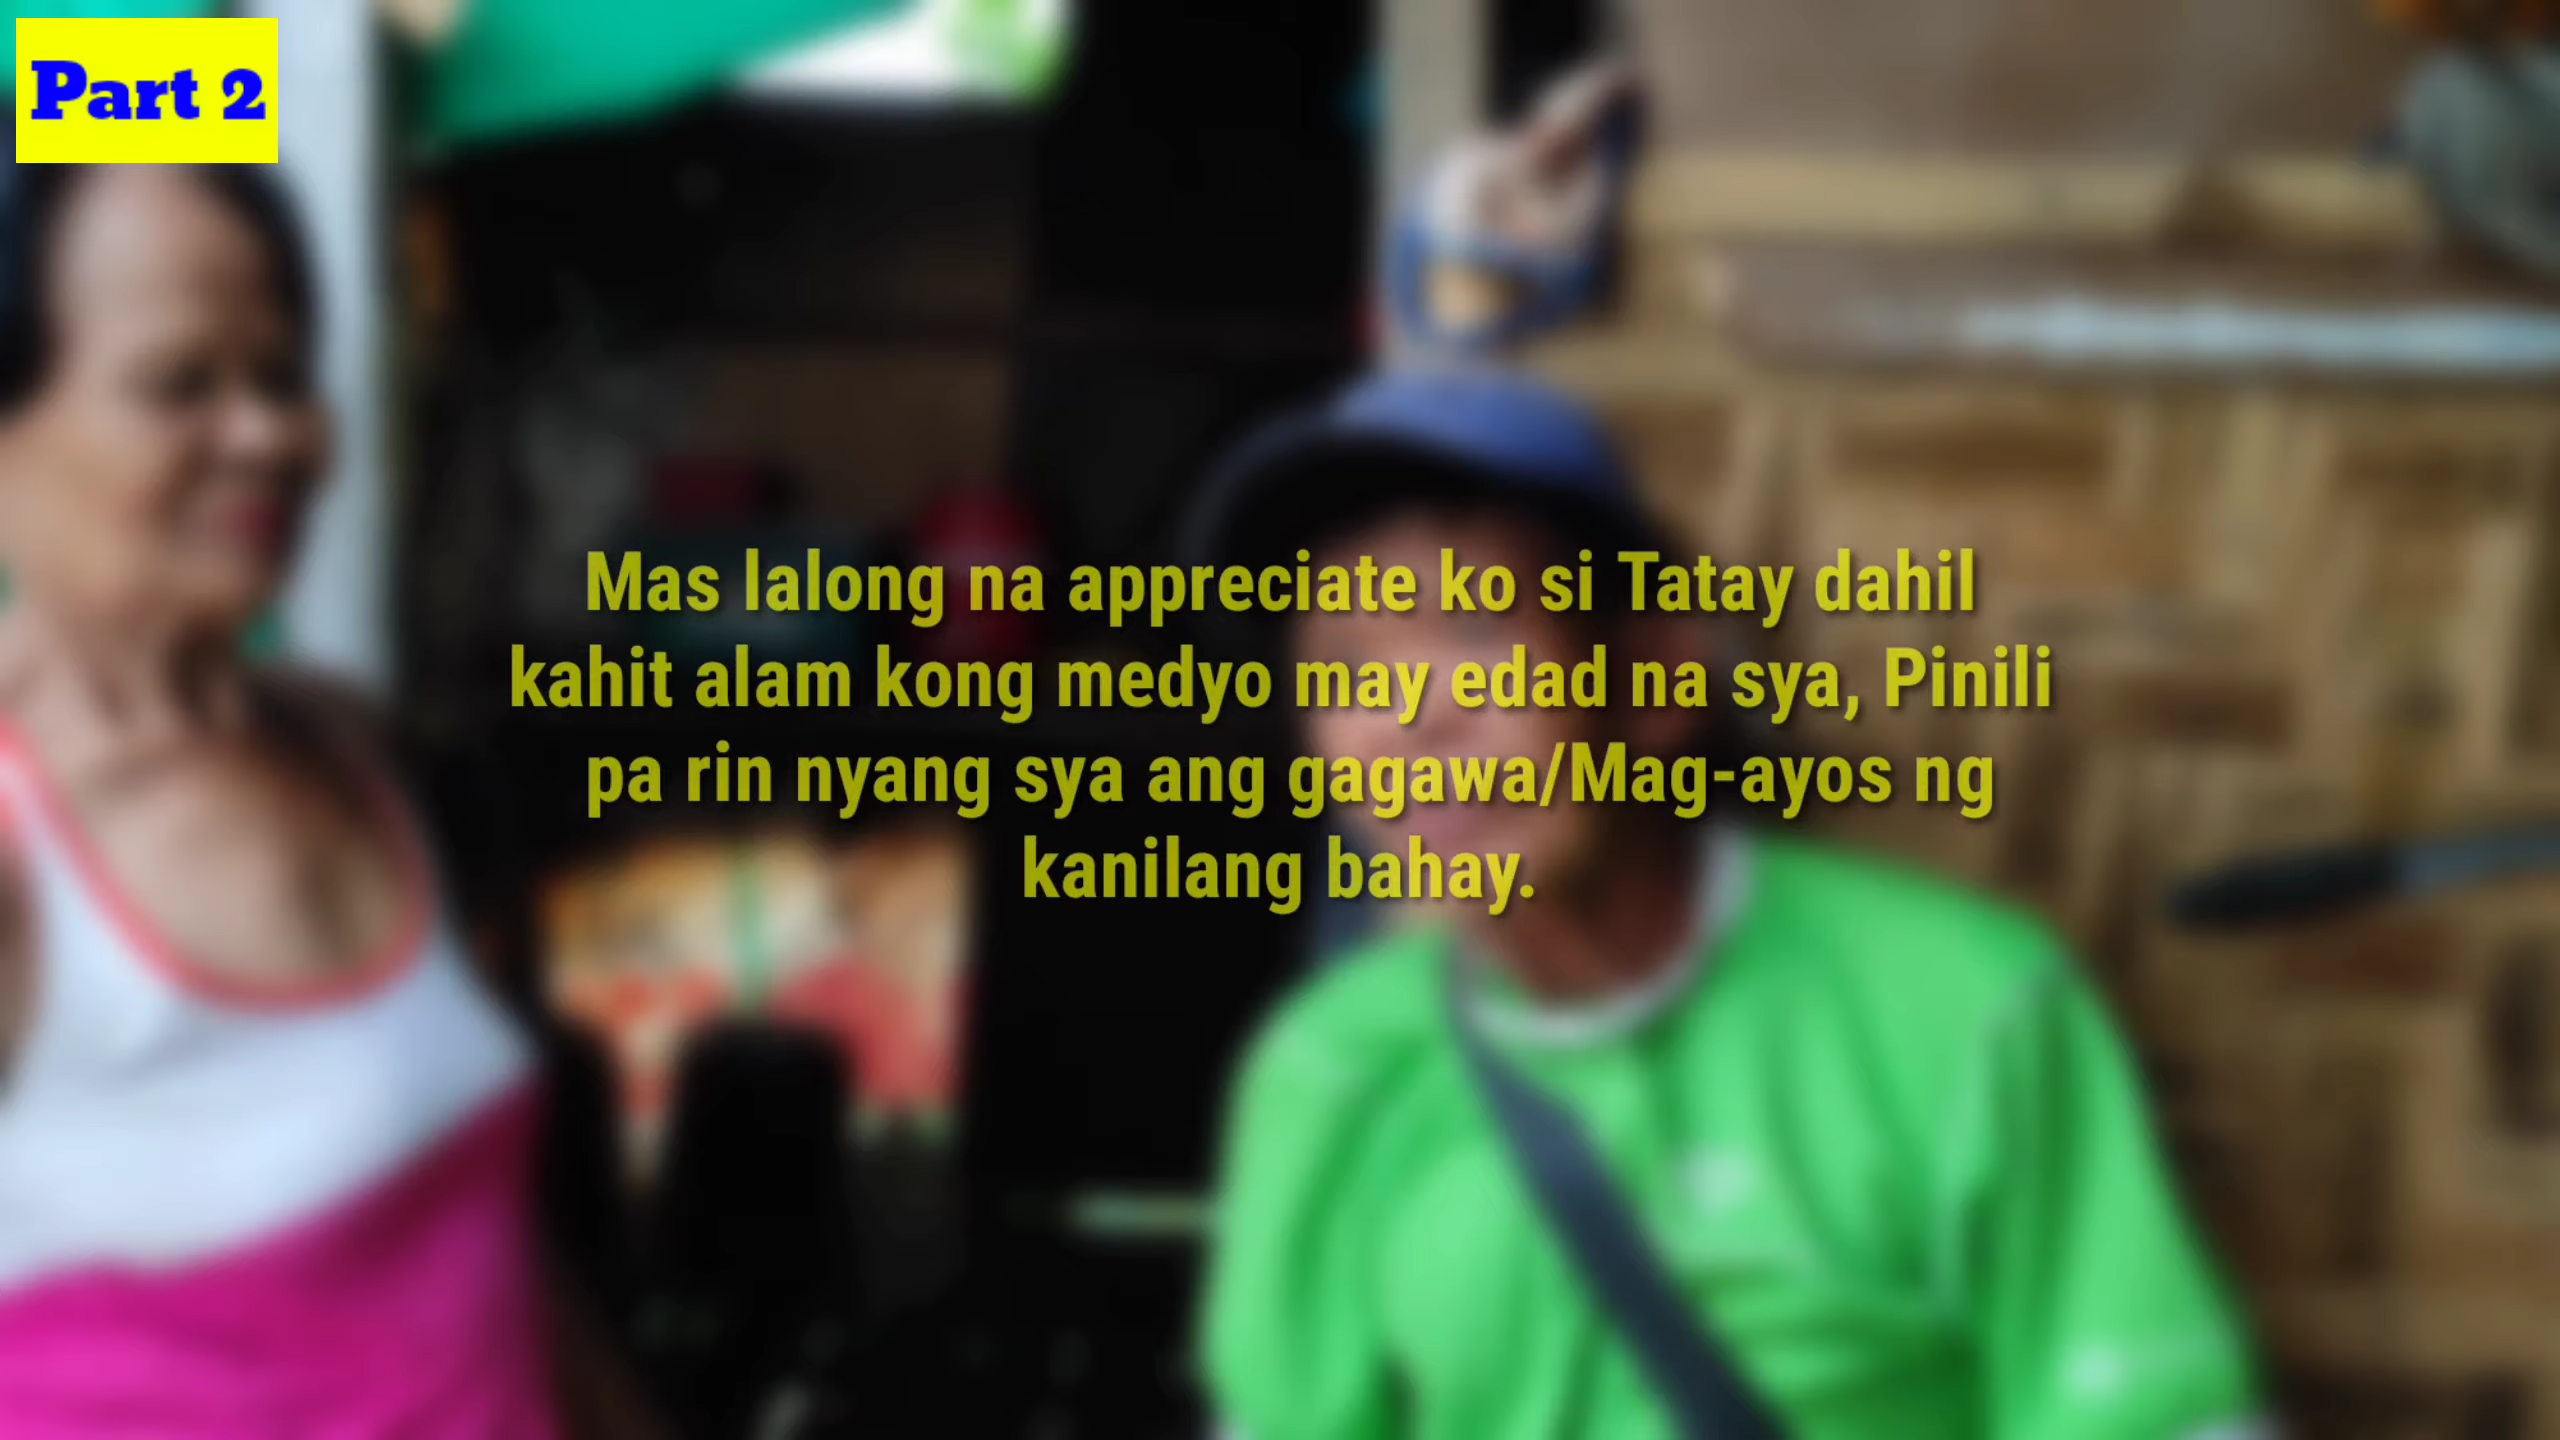 Part 2
Mas lalong na appreciate ko si Tatay dahil
kahit alam kong medyo may edad na sya, Pinili
pa rin nyang sya ang gagawa/Mag-ayos ng
kanilang bahay.